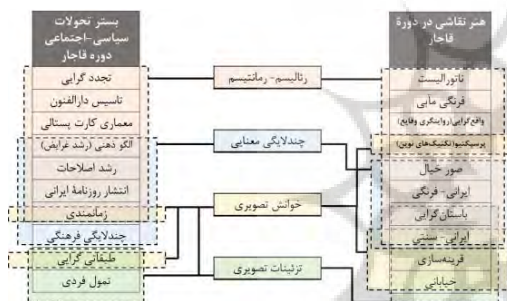 هنر نقاشی در دورهٔ
قاجار
ناتورالیست
فرنگی مآبی
واقع‌گرایی(روایتگری وقایع)
پرسپکتیو(تکنیک‌های نوین)
صور خیال
ایرانی- فرنگی
باستان‌گرایی
ایرانی-سنتی
قرینه‌سازی
خیابانی
رئالیسم- رمانتیسم
چندلایگی معنایی
خوانش تصویری
تزئینات تصویری
بستر تحولات
سیاسی-اجتماعی
دوره قاجار
تجدد گرایی
تاسیس دارالفنون
معماری کارت پستالی
الگو ذهنی (رشد غرایض)
رشد اصلاحات
انتشار روزنامهٔ ایرانی
زمانمندی
چندلایگی فرهنگی
طبقاتی گرایی
تمول فردی